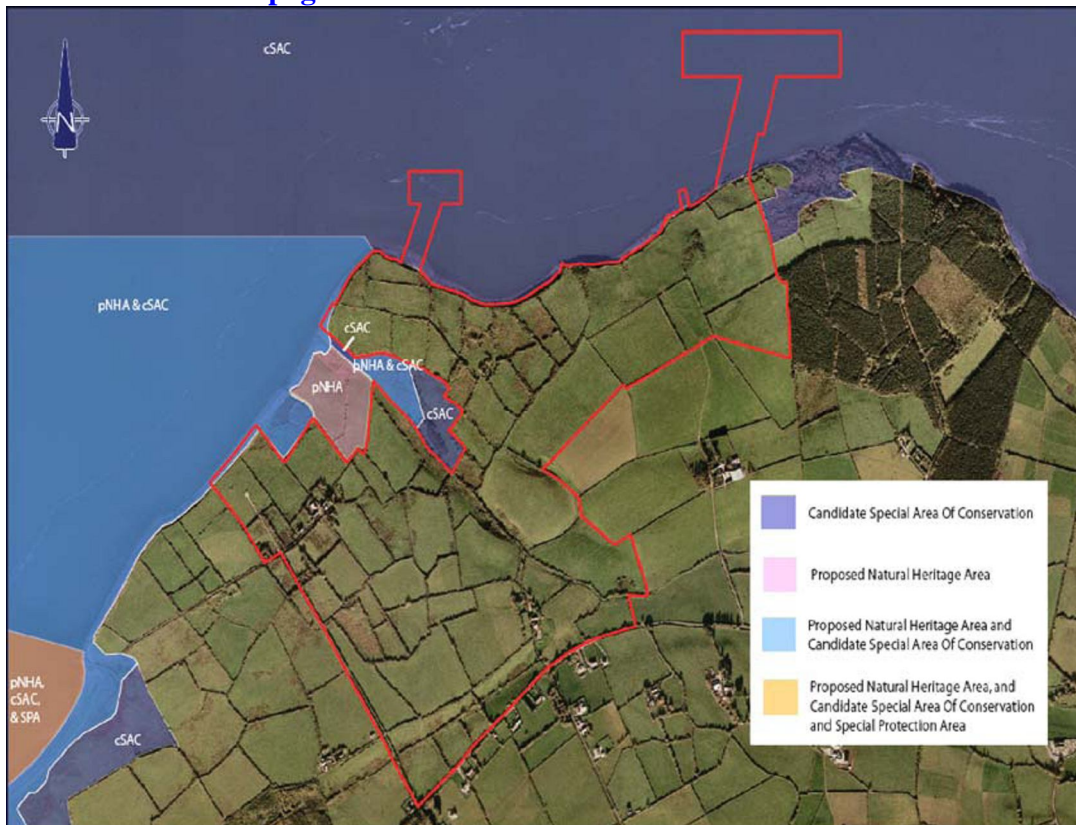 cSAC
N
pNHA & cSAC
cSAC
pNHA & cSAC
pNHA
cSAC
Candidate Special Area Of Conservation
Proposed Natural Heritage Area
Proposed Natural Heritage Area and
Candidate Special Area Of Conservation
pNHA,
cSAC,
& SPA
Proposed Natural Heritage Area, and
Candidate Special Area Of Conservation
and Special Protection Area
cSAC